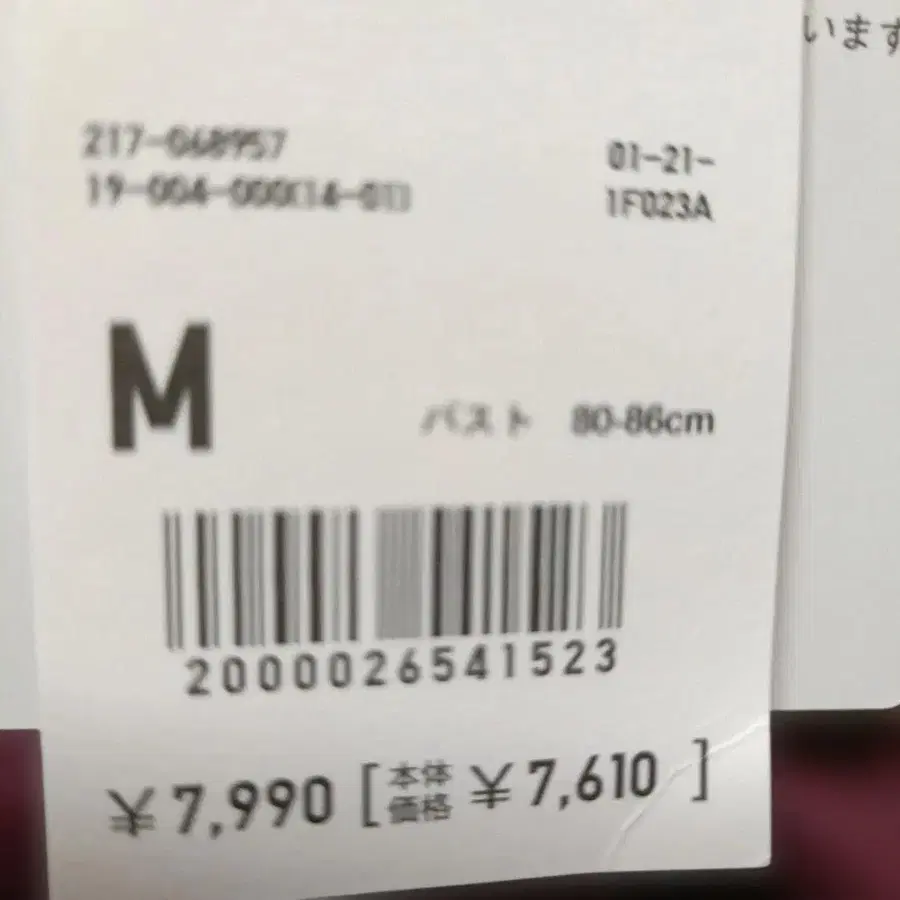 います
217-068957
01-21-
19-004-000(14-01)
1F023A
M
バスト 80-86cm
2000026541523
¥7,990 [本体価格 ¥7,610 ]